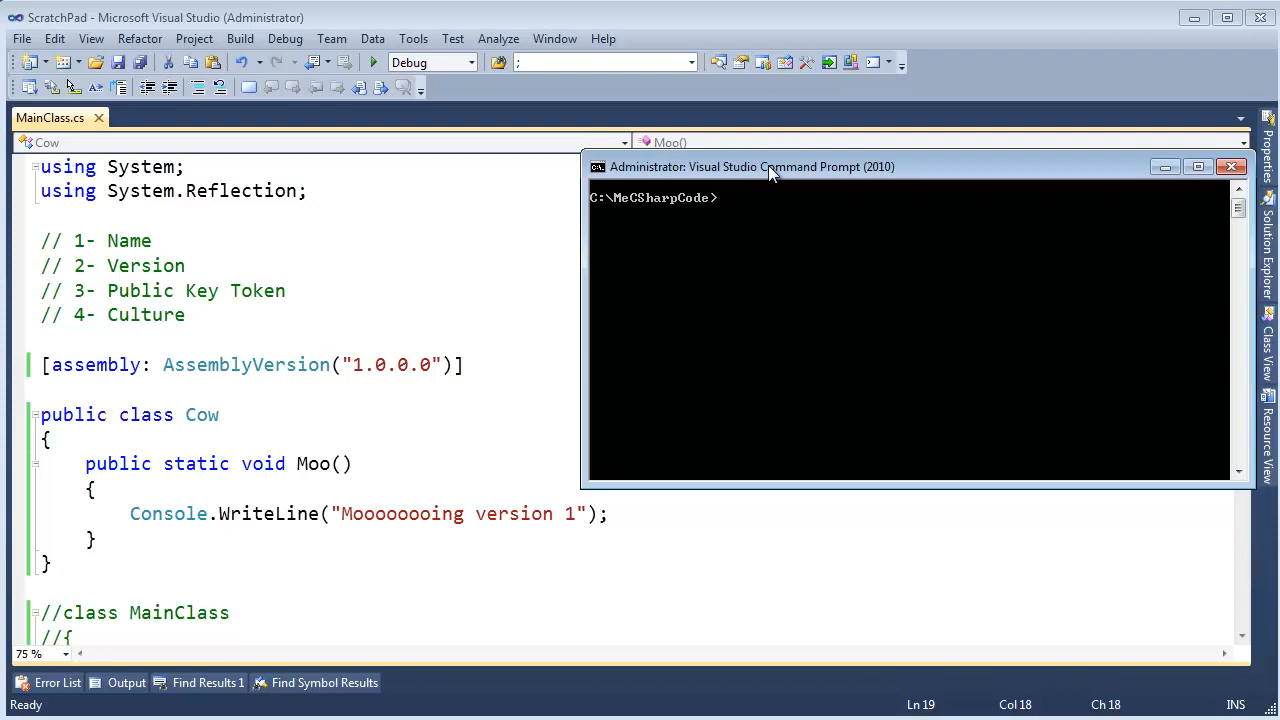 ScratchPad - Microsoft Visual Studio (Administrator)
File Edit View Refactor Project Build Debug Team Data Tools Test Analyze Window Help
Debug ;
MainClass.cs
Cow Moo()
using System;
using System.Reflection;
// 1- Name
// 2- Version
// 3- Public Key Token
// 4- Culture
[assembly: AssemblyVersion("1.0.0.0")]
public class Cow
{
public static void Moo()
{
Console.WriteLine("Moooooooing version 1");
}
}
//class MainClass
//{
Administrator: Visual Studio Command Prompt (2010)
C:\MeCSharpCode>
Properties
Solution Explorer
Class View
Resource View
75 %
Error List Output Find Results 1 Find Symbol Results
Ready Ln 19 Col 18 Ch 18 INS